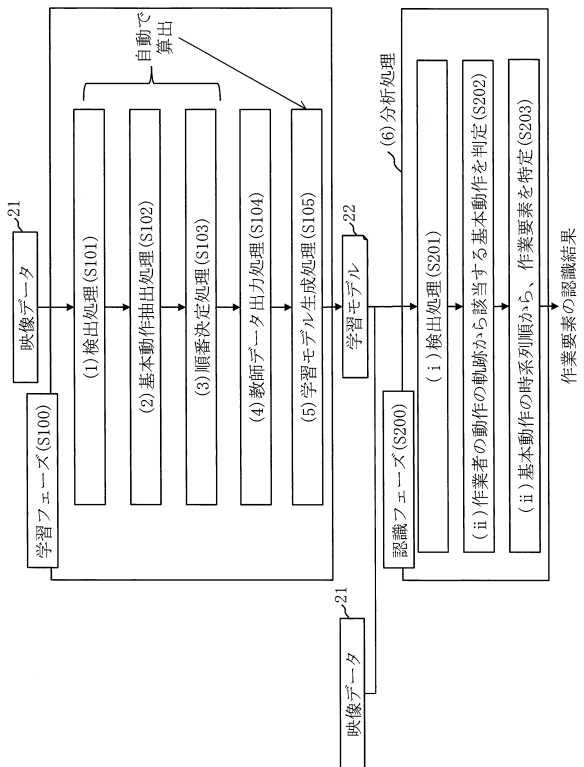 映像データ
21
学習フェーズ(S100)
(1)検出処理(S101)
(2)基本動作抽出処理(S102)
(3)順番決定処理(S103)
自動で
算出
(4)教師データ出力処理(S104)
(5)学習モデル生成処理(S105)
学習モデル
22
映像データ
21
認識フェーズ(S200)
(6)分析処理
(ⅰ)検出処理(S201)
(ⅱ)作業者の動作の軌跡から該当する基本動作を判定(S202)
(ⅱ)基本動作の時系列順から、作業要素を特定(S203)
作業要素の認識結果